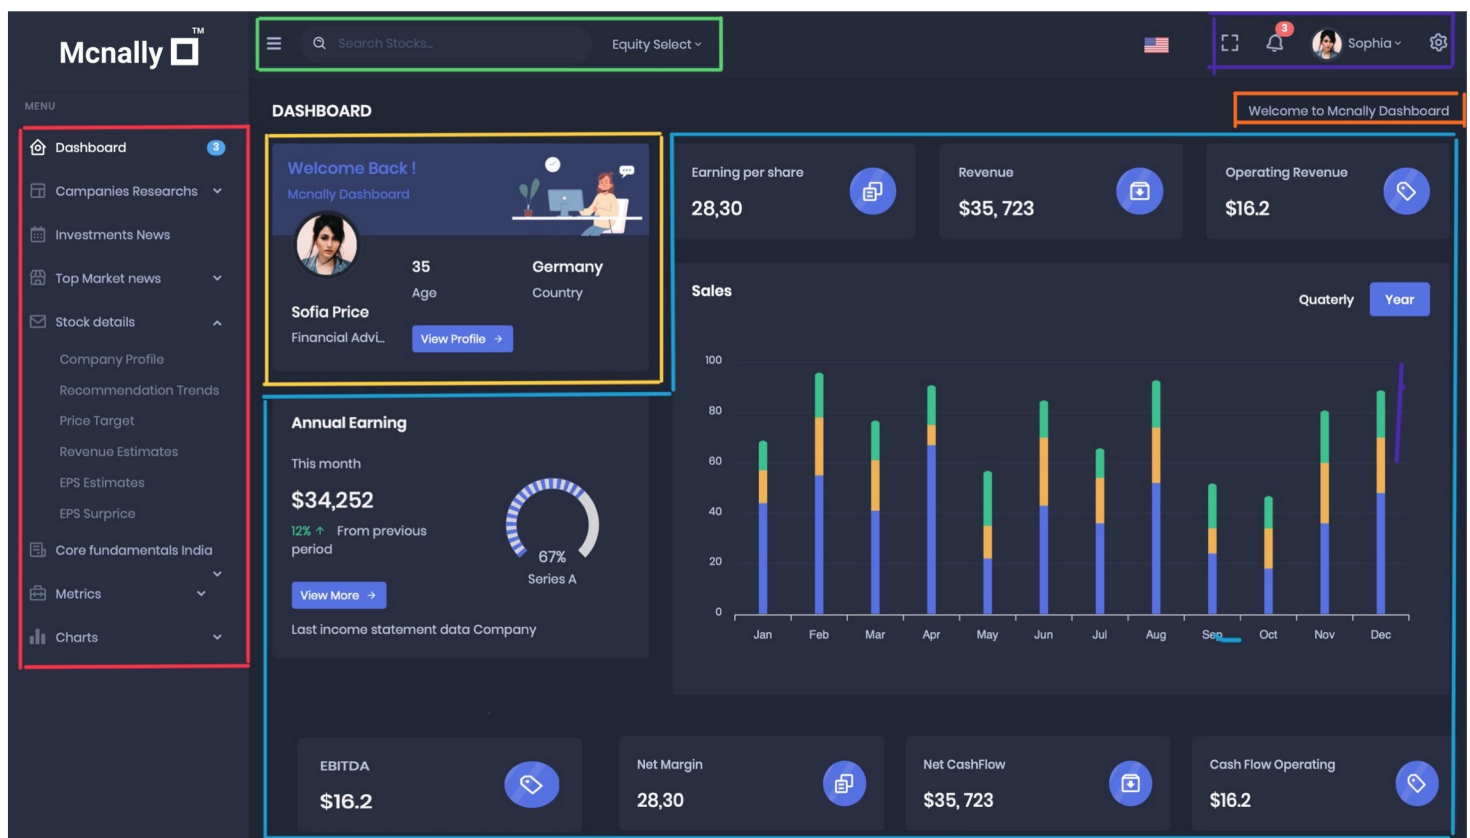 Mcnally TM
Search Stocks...
Equity Select
3
Sophia
MENU
DASHBOARD
Welcome to Mcnally Dashboard
Dashboard 3
Campanies Researchs
Investments News
Top Market news
Stock details
Company Profile
Recommendation Trends
Price Target
Revenue Estimates
EPS Estimates
EPS Surprice
Core fundamentals India
Metrics
Charts
Welcome Back !
Mcnally Dashboard
35
Age
Germany
Country
Sofia Price
Financial Advi...
View Profile →
Earning per share
28,30
Revenue
$35, 723
Operating Revenue
$16.2
Annual Earning
This month
$34,252
12% ↑ From previous
period
67%
Series A
View More →
Last income statement data Company
Sales
Quaterly
Year
100
80
60
40
20
0
Jan Feb Mar Apr May Jun Jul Aug Sep Oct Nov Dec
EBITDA
$16.2
Net Margin
28,30
Net CashFlow
$35, 723
Cash Flow Operating
$16.2